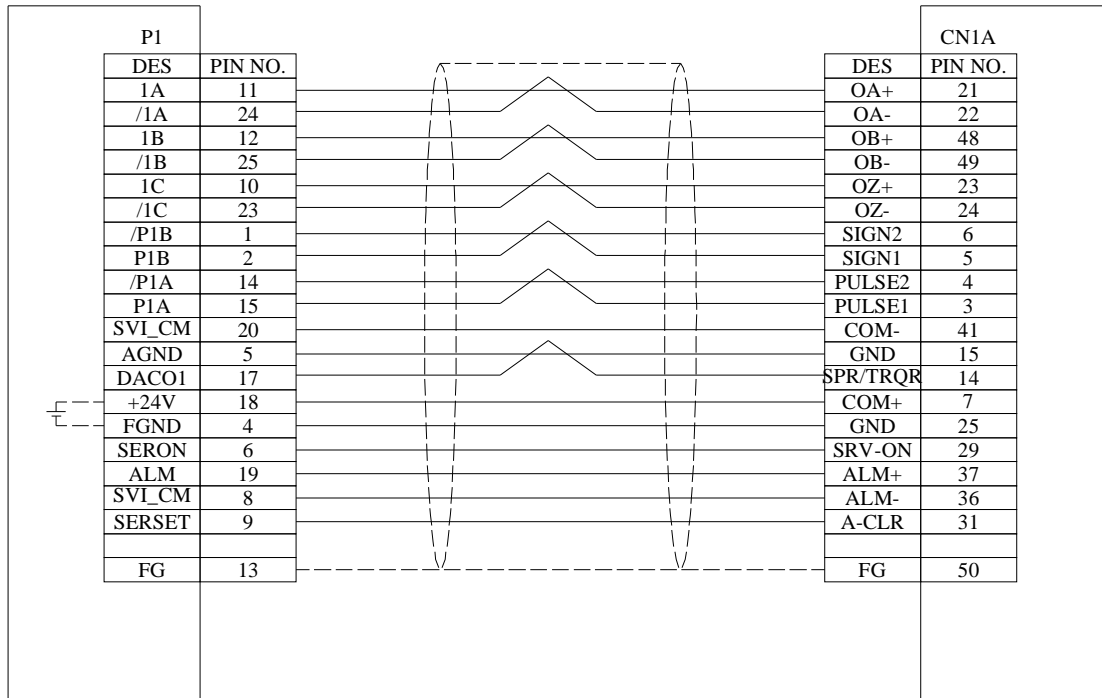 P1 CN1A
DES PIN NO. DES PIN NO.
1A 11 OA+ 21
/1A 24 OA- 22
1B 12 OB+ 48
/1B 25 OB- 49
1C 10 OZ+ 23
/1C 23 OZ- 24
/P1B 1 SIGN2 6
P1B 2 SIGN1 5
/P1A 14 PULSE2 4
P1A 15 PULSE1 3
SVI_CM 20 COM- 41
AGND 5 GND 15
DACO1 17 SPR/TRQR 14
+24V 18 COM+ 7
FGND 4 GND 25
SERON 6 SRV-ON 29
ALM 19 ALM+ 37
SVI_CM 8 ALM- 36
SERSET 9 A-CLR 31
FG 13 FG 50